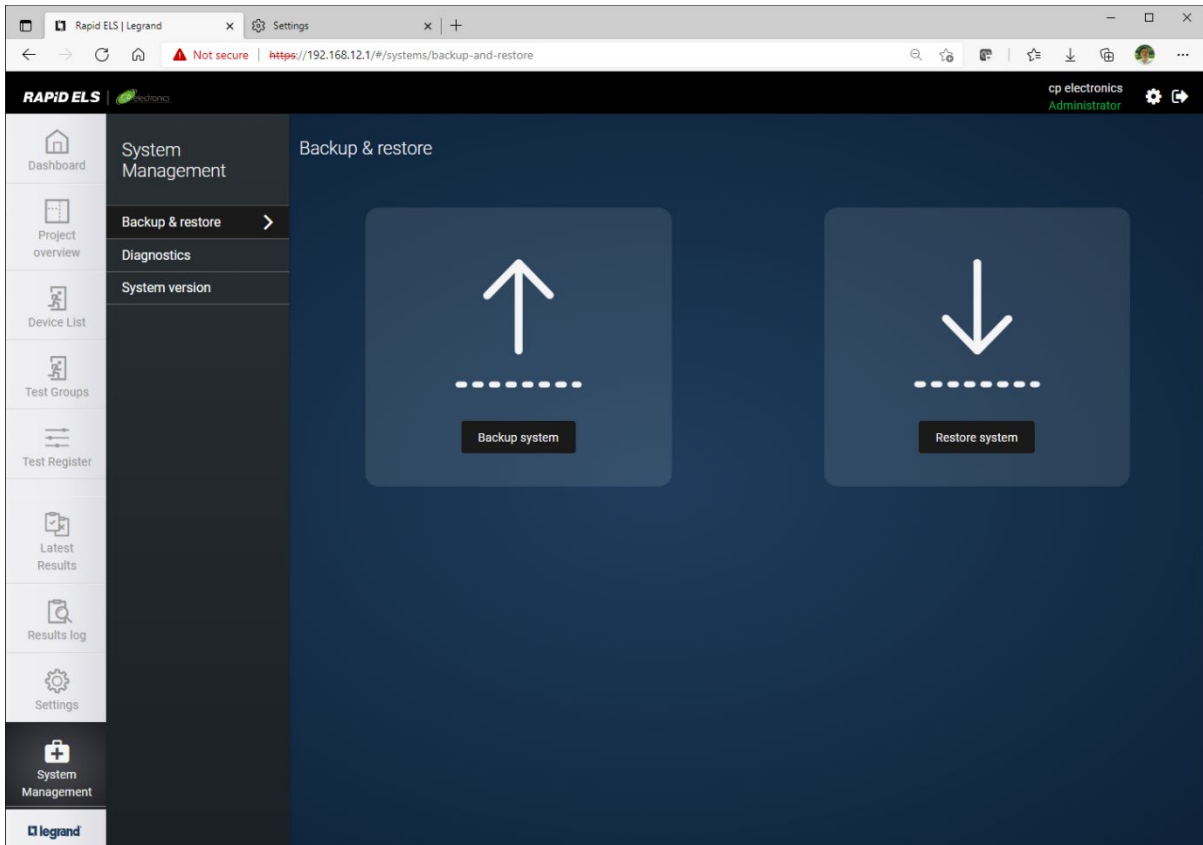 Rapid ELS | Legrand
Settings
Not secure
https://192.168.12.1/#/systems/backup-and-restore
RAPiD ELS
cp electronics
cp electronics
Administrator
Dashboard
Project
overview
Device List
Test Groups
Test Register
Latest
Results
Results log
Settings
System
Management
legrand
System
Management
Backup & restore
Diagnostics
System version
Backup & restore
Backup system
Restore system